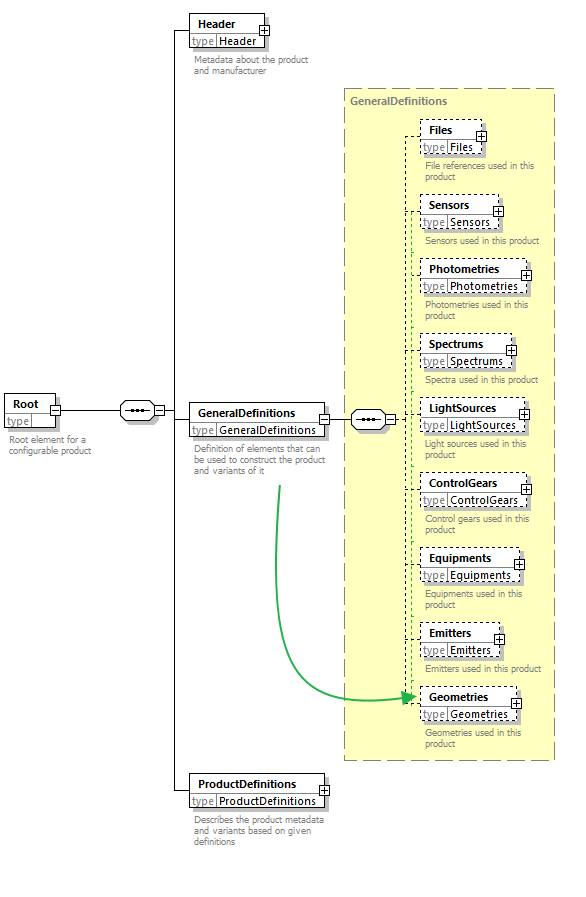 Header
type Header
Metadata about the product
and manufacturer
GeneralDefinitions
Files
type Files
File references used in this
product
Sensors
type Sensors
Sensors used in this product
Photometries
type Photometries
Photometries used in this
product
Spectrums
type Spectrums
Spectra used in this product
Root
type
Root element for a
configurable product
GeneralDefinitions
type GeneralDefinitions
Definition of elements that can
be used to construct the product
and variants of it
LightSources
type LightSources
Light sources used in this
product
ControlGears
type ControlGears
Control gears used in this
product
Equipments
type Equipments
Equipments used in this
product
Emitters
type Emitters
Emitters used in this product
Geometries
type Geometries
Geometries used in this
product
ProductDefinitions
type ProductDefinitions
Describes the product metadata
and variants based on given
definitions